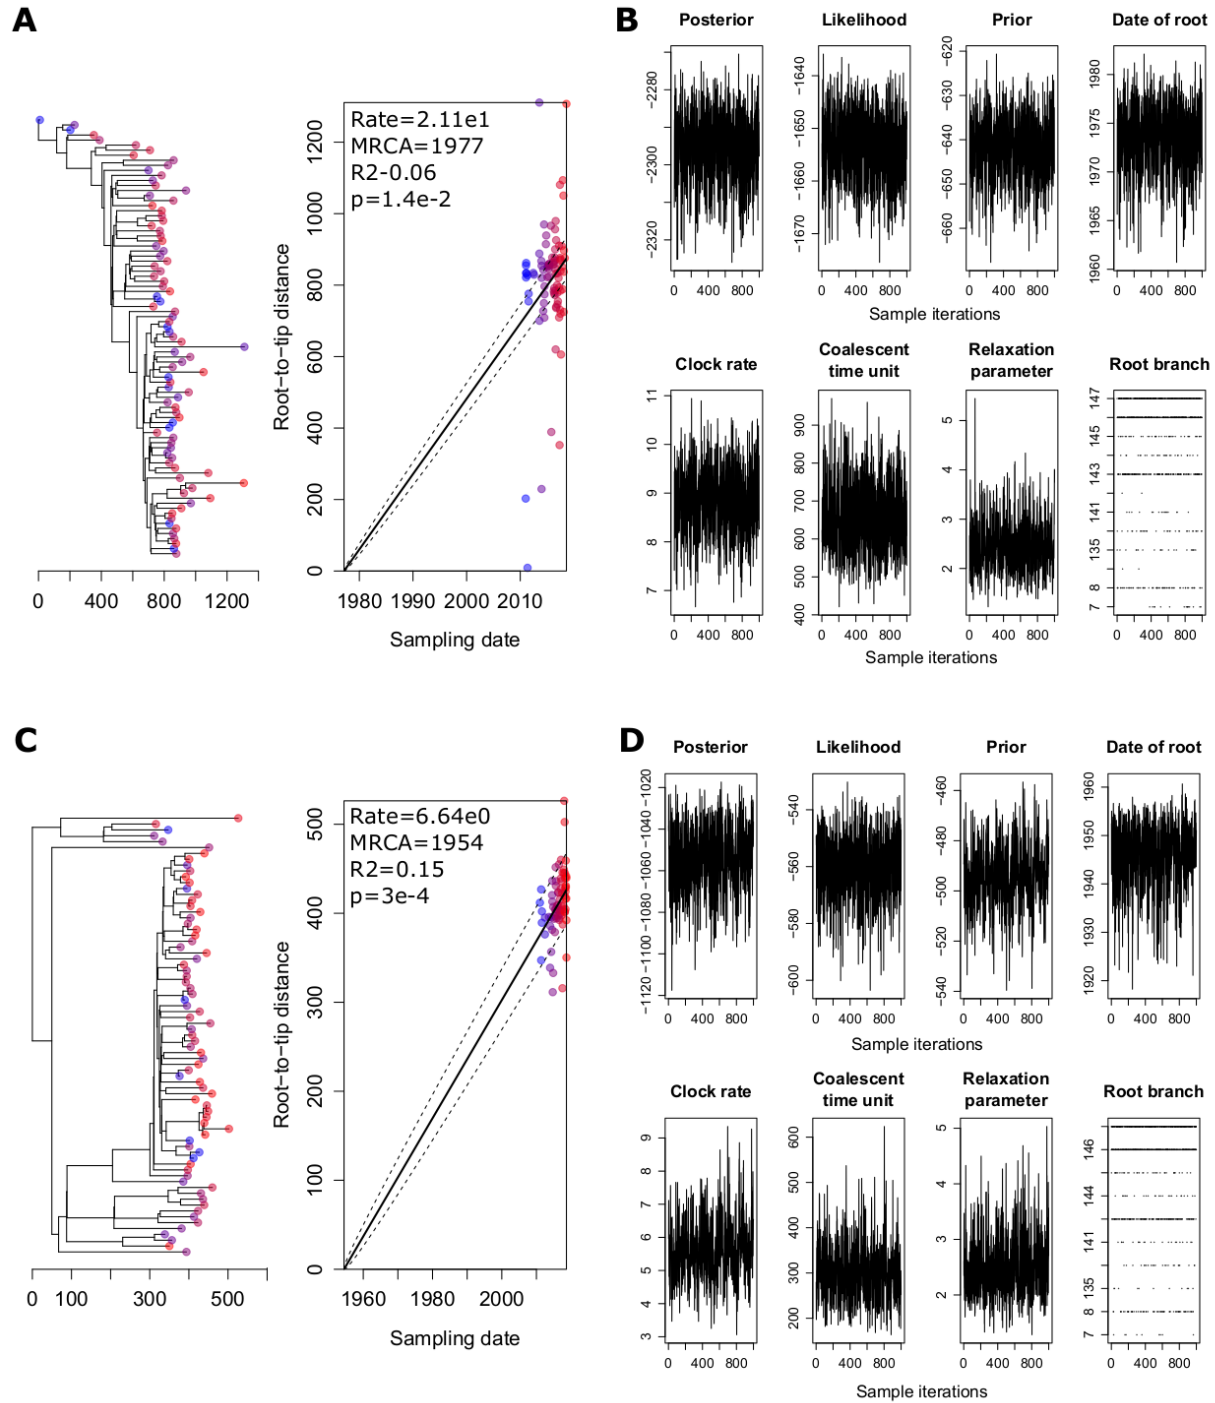 A
Rate=2.11e1
MRCA=1977
R2-0.06
p=1.4e-2
Root-to-tip distance
0 200 400 600 800 1000 1200
0 400 800 1200
1980 1990 2000 2010
Sampling date
B
Posterior Likelihood Prior Date of root
-2320 -2300 -2280
-1670 -1660 -1650 -1640
-660 -650 -640 -630 -620
1960 1965 1970 1975 1980
0 400 800 0 400 800 0 400 800 0 400 800
Sample iterations
Clock rate Coalescent time unit Relaxation parameter Root branch
7 8 9 10 11
400 500 600 700 800 900
2 3 4 5
7 8 135 141 143 145 147
0 400 800 0 400 800 0 400 800 0 400 800
Sample iterations
C
Rate=6.64e0
MRCA=1954
R2=0.15
p=3e-4
Root-to-tip distance
0 100 200 300 400 500
0 100 300 500
1960 1980 2000
Sampling date
D
Posterior Likelihood Prior Date of root
-1120 -1100 -1080 -1060 -1040 -1020
-600 -580 -560 -540
-540 -520 -500 -480 -460
1920 1930 1940 1950 1960
0 400 800 0 400 800 0 400 800 0 400 800
Sample iterations
Clock rate Coalescent time unit Relaxation parameter Root branch
3 4 5 6 7 8 9
200 300 400 500 600
2 3 4 5
7 8 135 141 144 146
0 400 800 0 400 800 0 400 800 0 400 800
Sample iterations